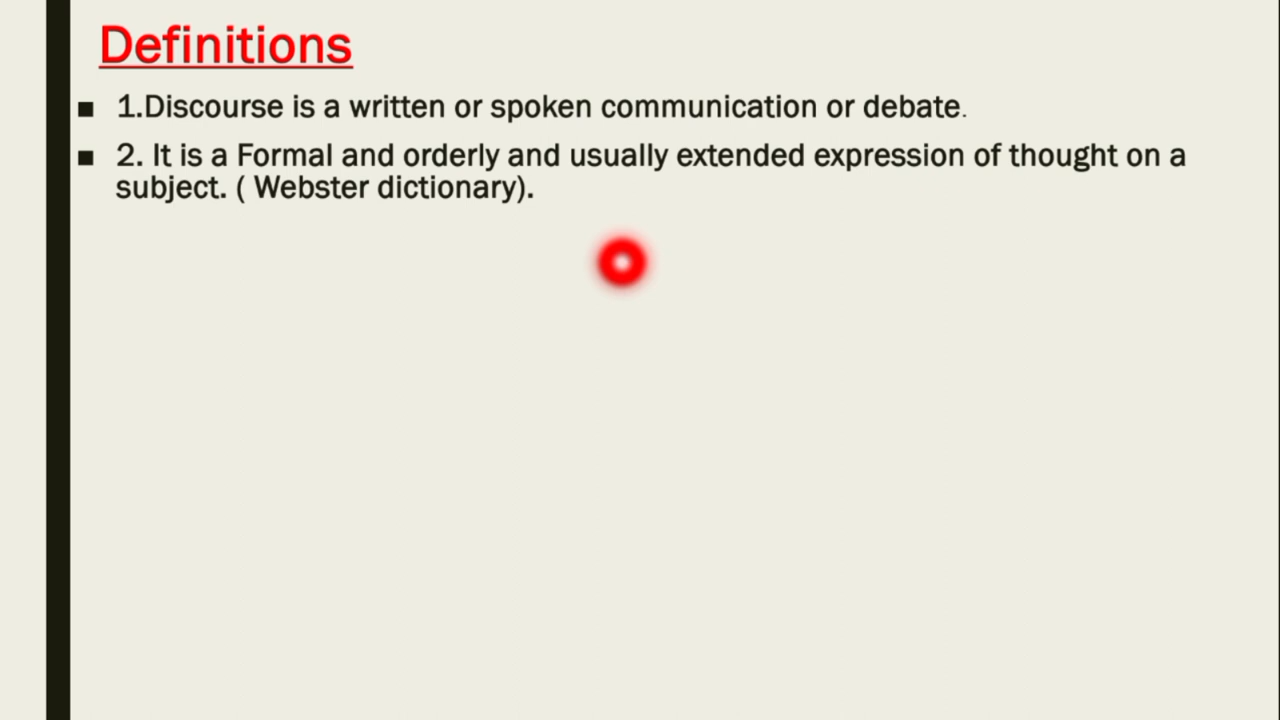 Definitions
■ 1.Discourse is a written or spoken communication or debate.
■ 2. It is a Formal and orderly and usually extended expression of thought on a
subject. ( Webster dictionary).